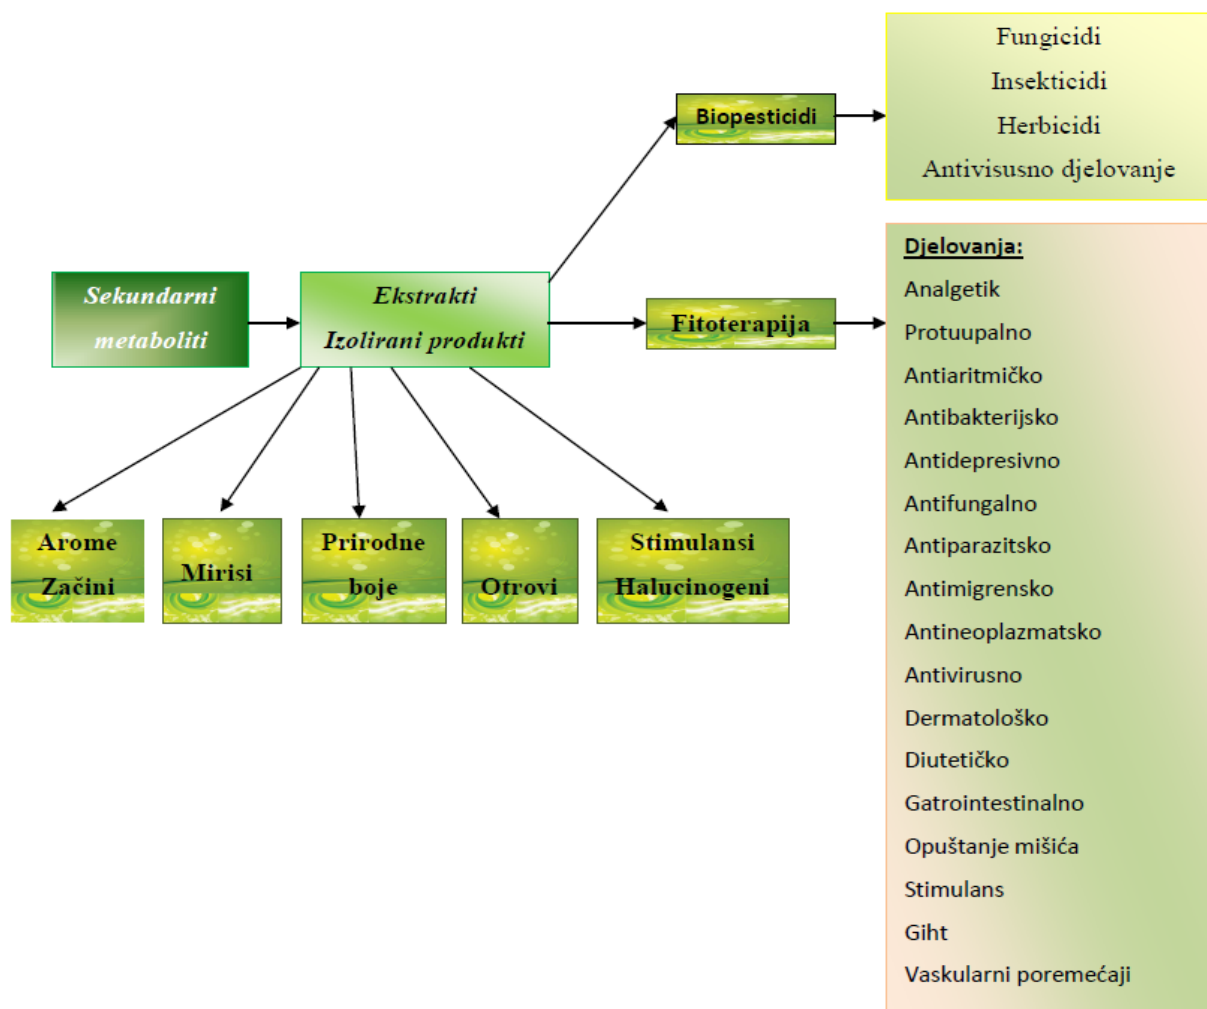 Fungicidi
Insekticidi
Herbicidi
Antivisusno djelovanje
Biopesticidi
Sekundarni
metaboliti
Ekstrakti
Izolirani produkti
Fitoterapija
Djelovanja:
Analgetik
Protuupalno
Antiaritmičko
Antibakterijsko
Antidepresivno
Antifungalno
Antiparazitsko
Antimigrensko
Antineoplazmatsko
Antivirusno
Dermatološko
Diutetičko
Gatrointestinalno
Opuštanje mišića
Stimulans
Giht
Vaskularni poremećaji
Arome
Začini
Mirisi
Prirodne
boje
Otrovi
Stimulansi
Halucinogeni